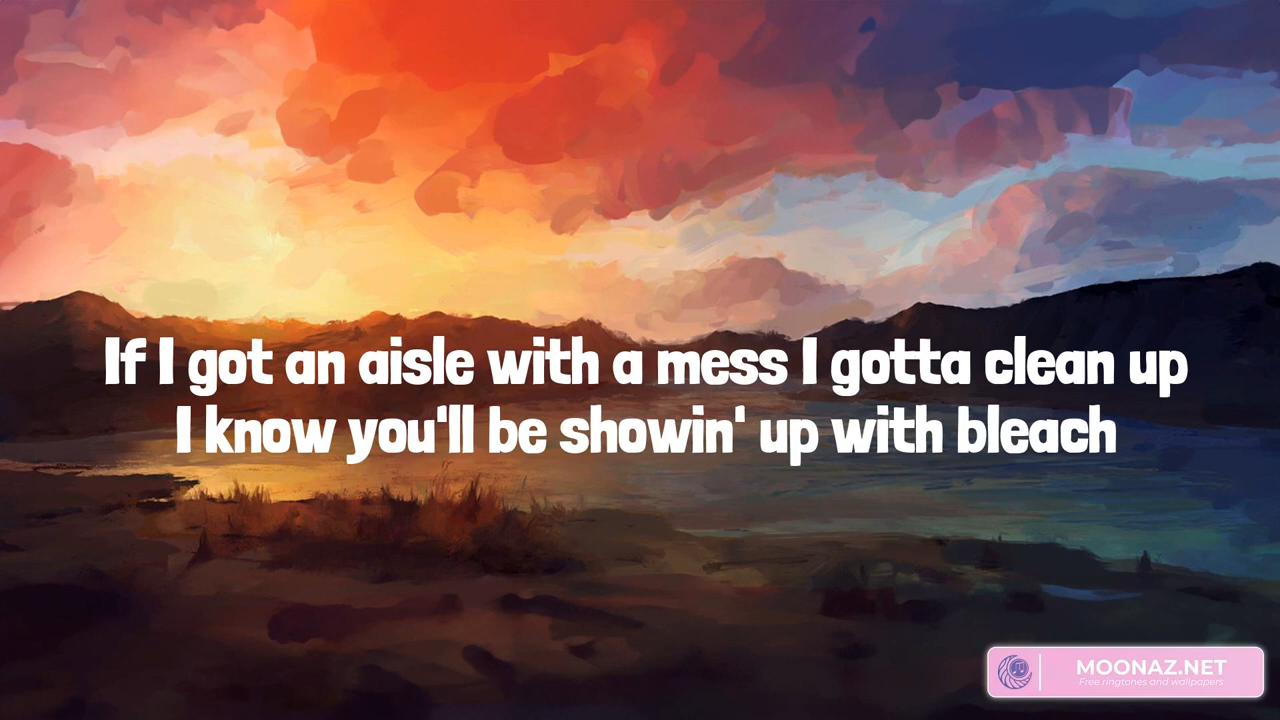 If I got an aisle with a mess I gotta clean up
I know you'll be showin' up with bleach
MOONAZ.NET
Free ringtones and wallpapers